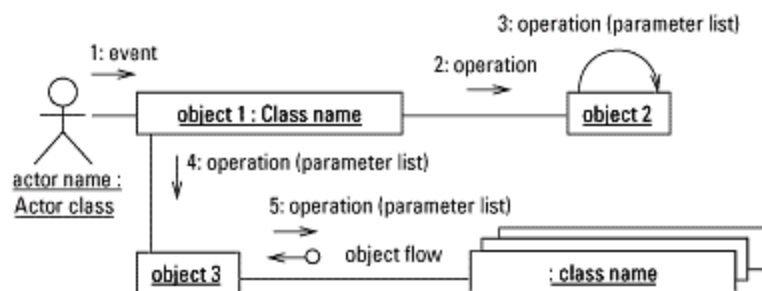 3: operation (parameter list)
1: event
2: operation
object 1 : Class name
object 2
4: operation (parameter list)
actor name :
Actor class
5: operation (parameter list)
object flow
object 3
: class name